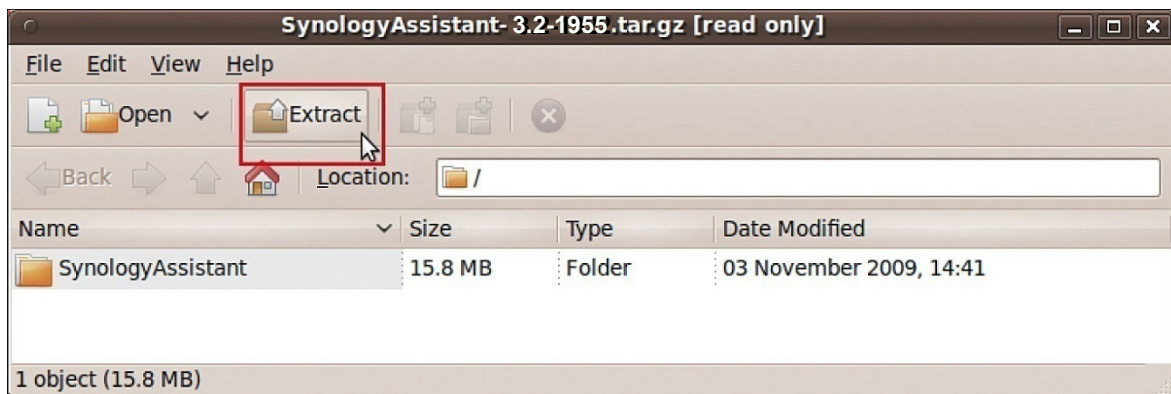 SynologyAssistant- 3.2-1955.tar.gz [read only]
File Edit View Help
Open Extract
Back Location: /
Name Size Type Date Modified
SynologyAssistant 15.8 MB Folder 03 November 2009, 14:41
1 object (15.8 MB)